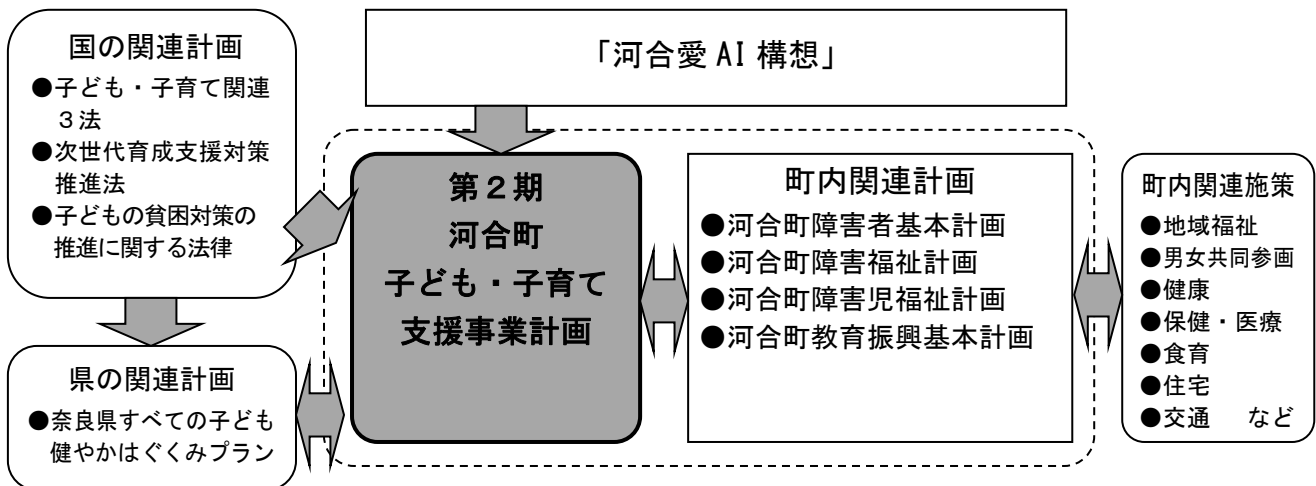 国の関連計画
●子ども・子育て関連
３法
●次世代育成支援対策
推進法
●子どもの貧困対策の
推進に関する法律
「河合愛 AI 構想」
第２期
河合町
子ども・子育て
支援事業計画
町内関連計画
●河合町障害者基本計画
●河合町障害福祉計画
●河合町障害児福祉計画
●河合町教育振興基本計画
町内関連施策
●地域福祉
●男女共同参画
●健康
●保健・医療
●食育
●住宅
●交通　など
県の関連計画
●奈良県すべての子ども
健やかはぐくみプラン